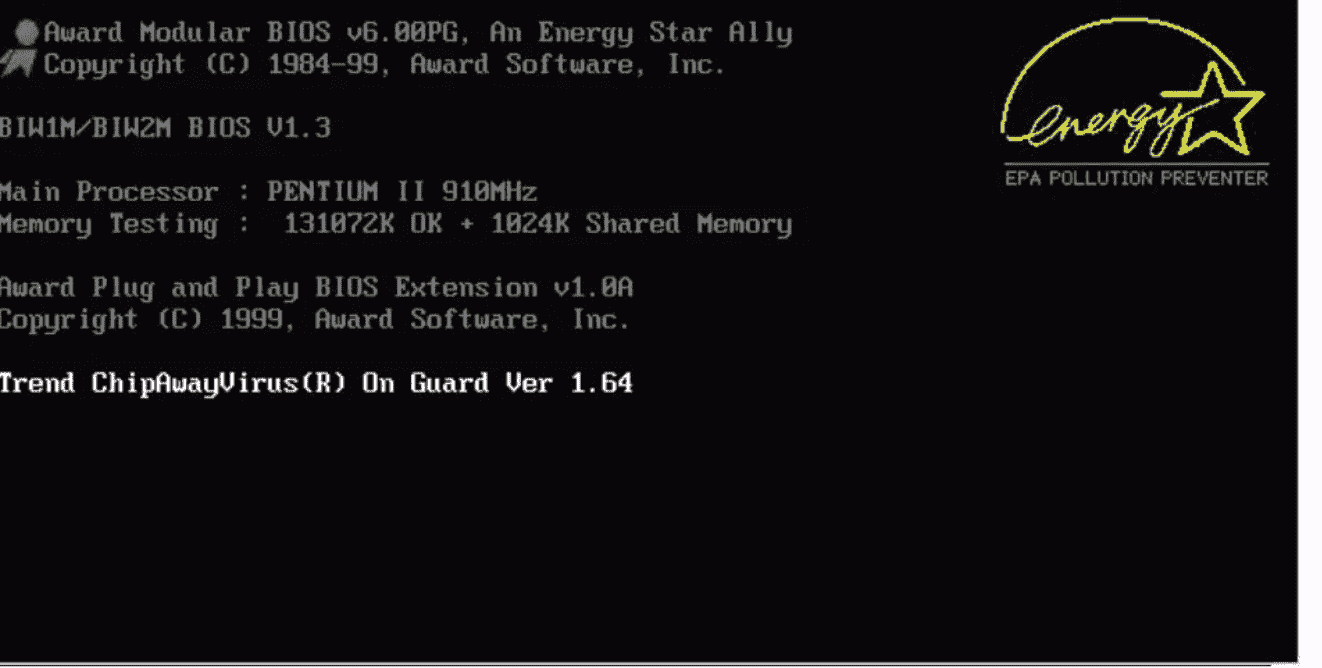 Award Modular BIOS v6.00PG, An Energy Star Ally
Copyright (C) 1984-99, Award Software, Inc.
energy
EPA POLLUTION PREVENTER
BIW1M/BIW2M BIOS V1.3
Main Processor : PENTIUM II 910MHz
Memory Testing :  131072K OK + 1024K Shared Memory
Award Plug and Play BIOS Extension v1.0A
Copyright (C) 1999, Award Software, Inc.
Trend ChipAwayVirus(R) On Guard Ver 1.64